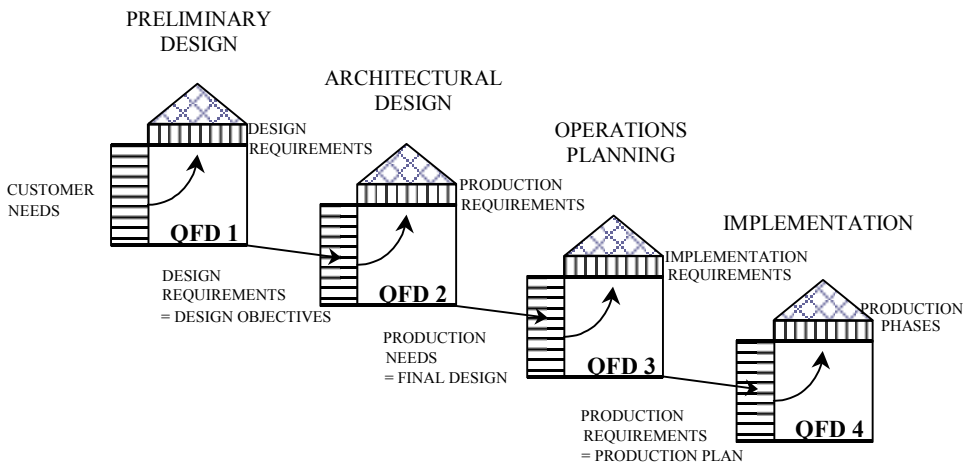 PRELIMINARY
DESIGN
DESIGN
REQUIREMENTS
CUSTOMER
NEEDS
QFD 1
ARCHITECTURAL
DESIGN
PRODUCTION
REQUIREMENTS
DESIGN
REQUIREMENTS
= DESIGN OBJECTIVES
QFD 2
OPERATIONS
PLANNING
IMPLEMENTATION
REQUIREMENTS
PRODUCTION
NEEDS
= FINAL DESIGN
QFD 3
IMPLEMENTATION
PRODUCTION
PHASES
PRODUCTION
REQUIREMENTS
= PRODUCTION PLAN
QFD 4